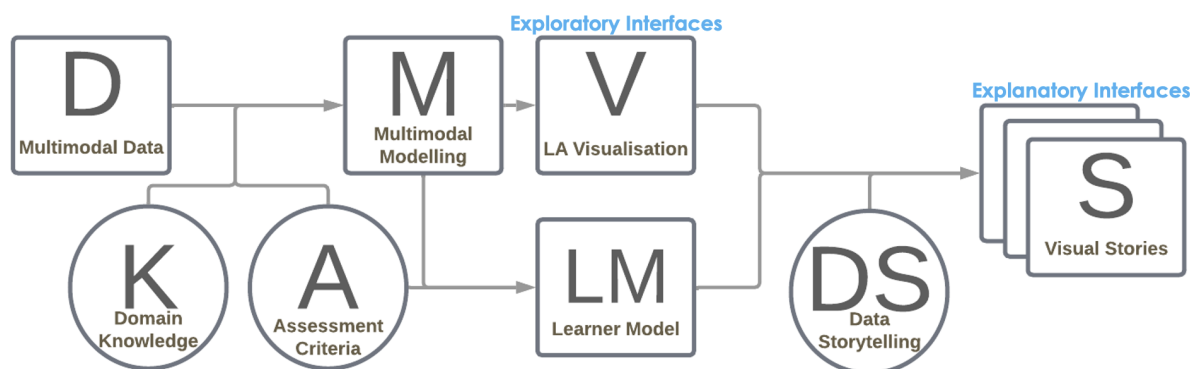 Exploratory Interfaces
D
Multimodal Data
M
Multimodal
Modelling
V
LA Visualisation
Explanatory Interfaces
S
Visual Stories
K
Domain
Knowledge
A
Assessment
Criteria
LM
Learner Model
DS
Data
Storytelling